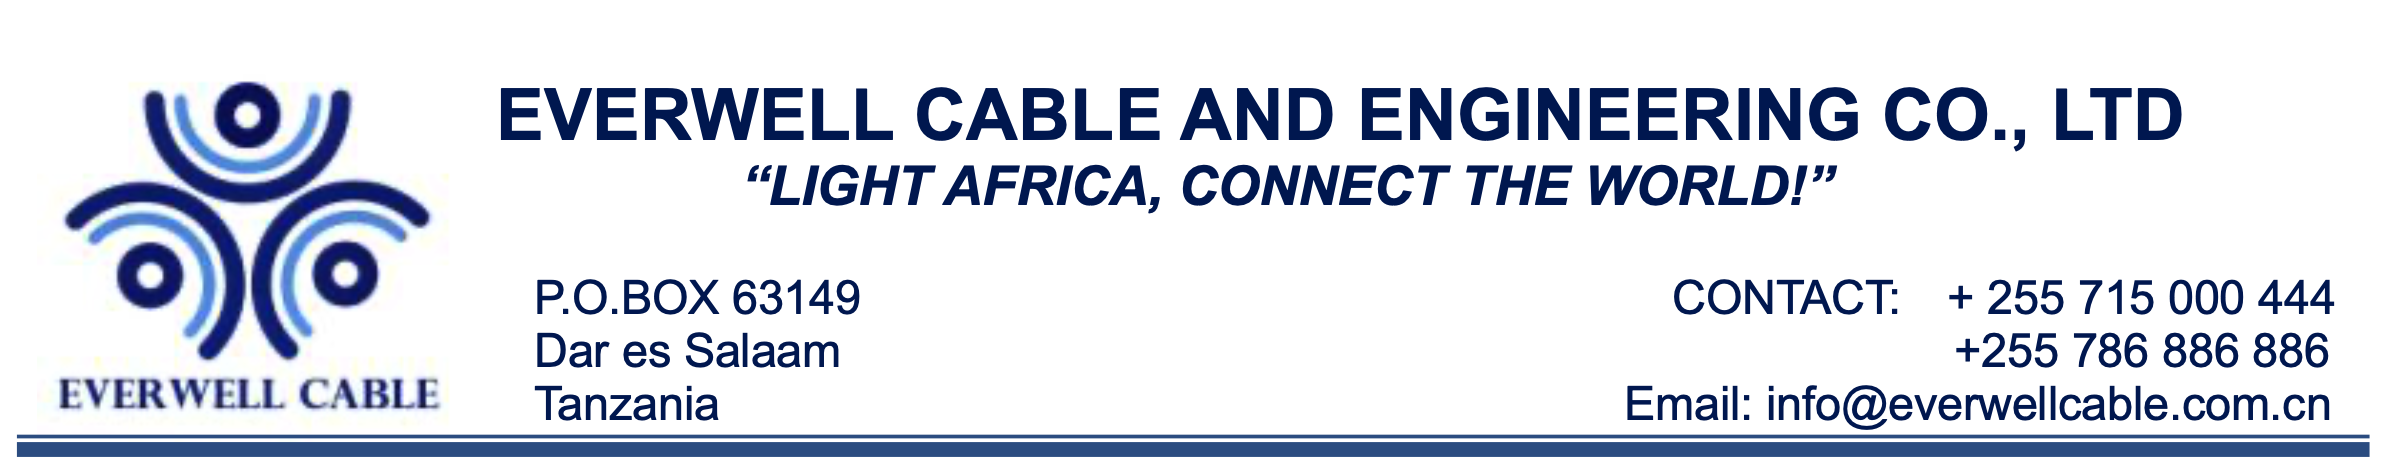 EVERWELL CABLE AND ENGINEERING CO., LTD
“LIGHT AFRICA, CONNECT THE WORLD!”
P.O.BOX 63149
Dar es Salaam
Tanzania
CONTACT: + 255 715 000 444
+255 786 886 886
Email: info@everwellcable.com.cn
EVERWELL CABLE